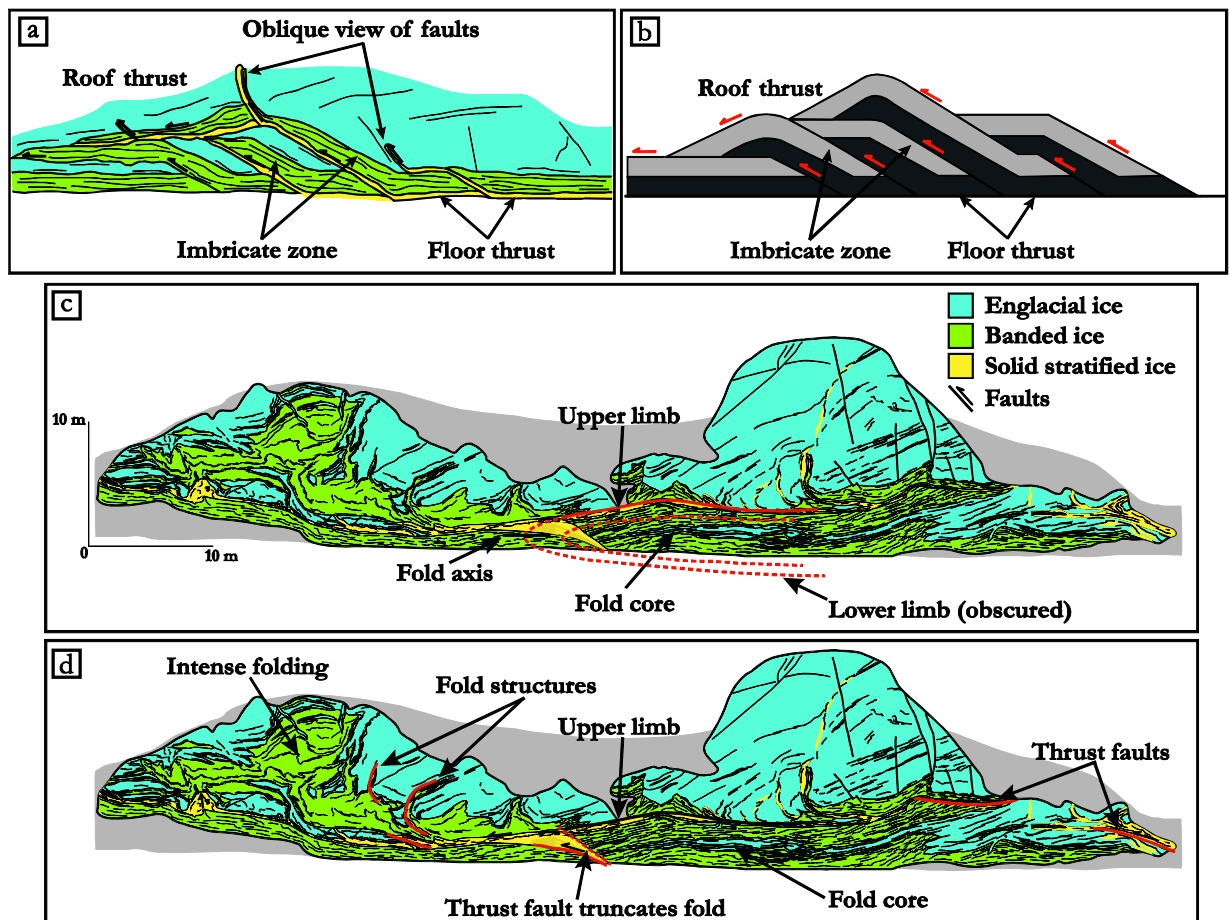 a
Oblique view of faults
Roof thrust
Imbricate zone
Floor thrust
b
Roof thrust
Imbricate zone
Floor thrust
c
Englacial ice
Banded ice
Solid stratified ice
Faults
10 m
Upper limb
0
10 m
Fold axis
Fold core
Lower limb (obscured)
d
Intense folding
Fold structures
Upper limb
Thrust faults
Fold core
Thrust fault truncates fold